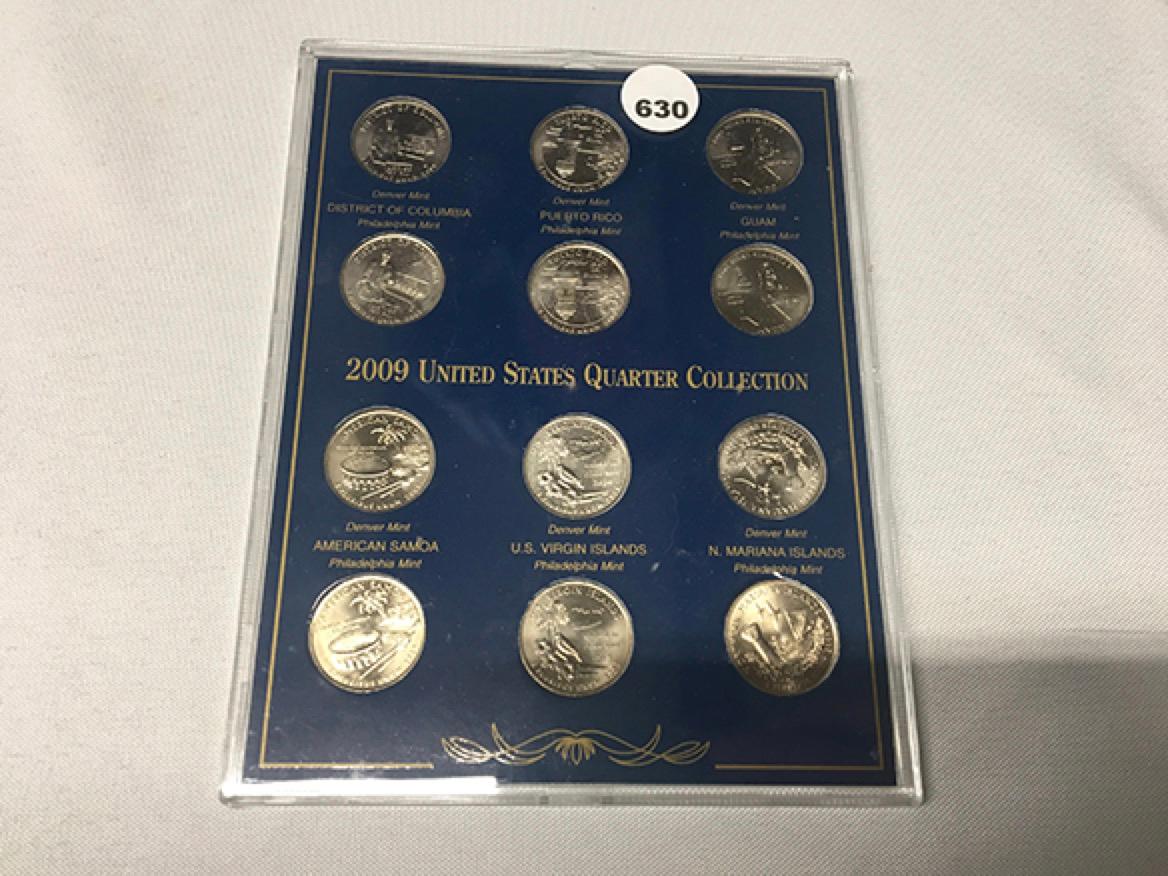 630
Denver Mint
DISTRICT OF COLUMBIA
Philadelphia Mint
Denver Mint
PUERTO RICO
Philadelphia Mint
Denver Mint
GUAM
Philadelphia Mint
2009 UNITED STATES QUARTER COLLECTION
AMERICAN SAMOA
Denver Mint
AMERICAN SAMOA
Philadelphia Mint
Denver Mint
U.S. VIRGIN ISLANDS
Philadelphia Mint
Denver Mint
N. MARIANA ISLANDS
Philadelphia Mint